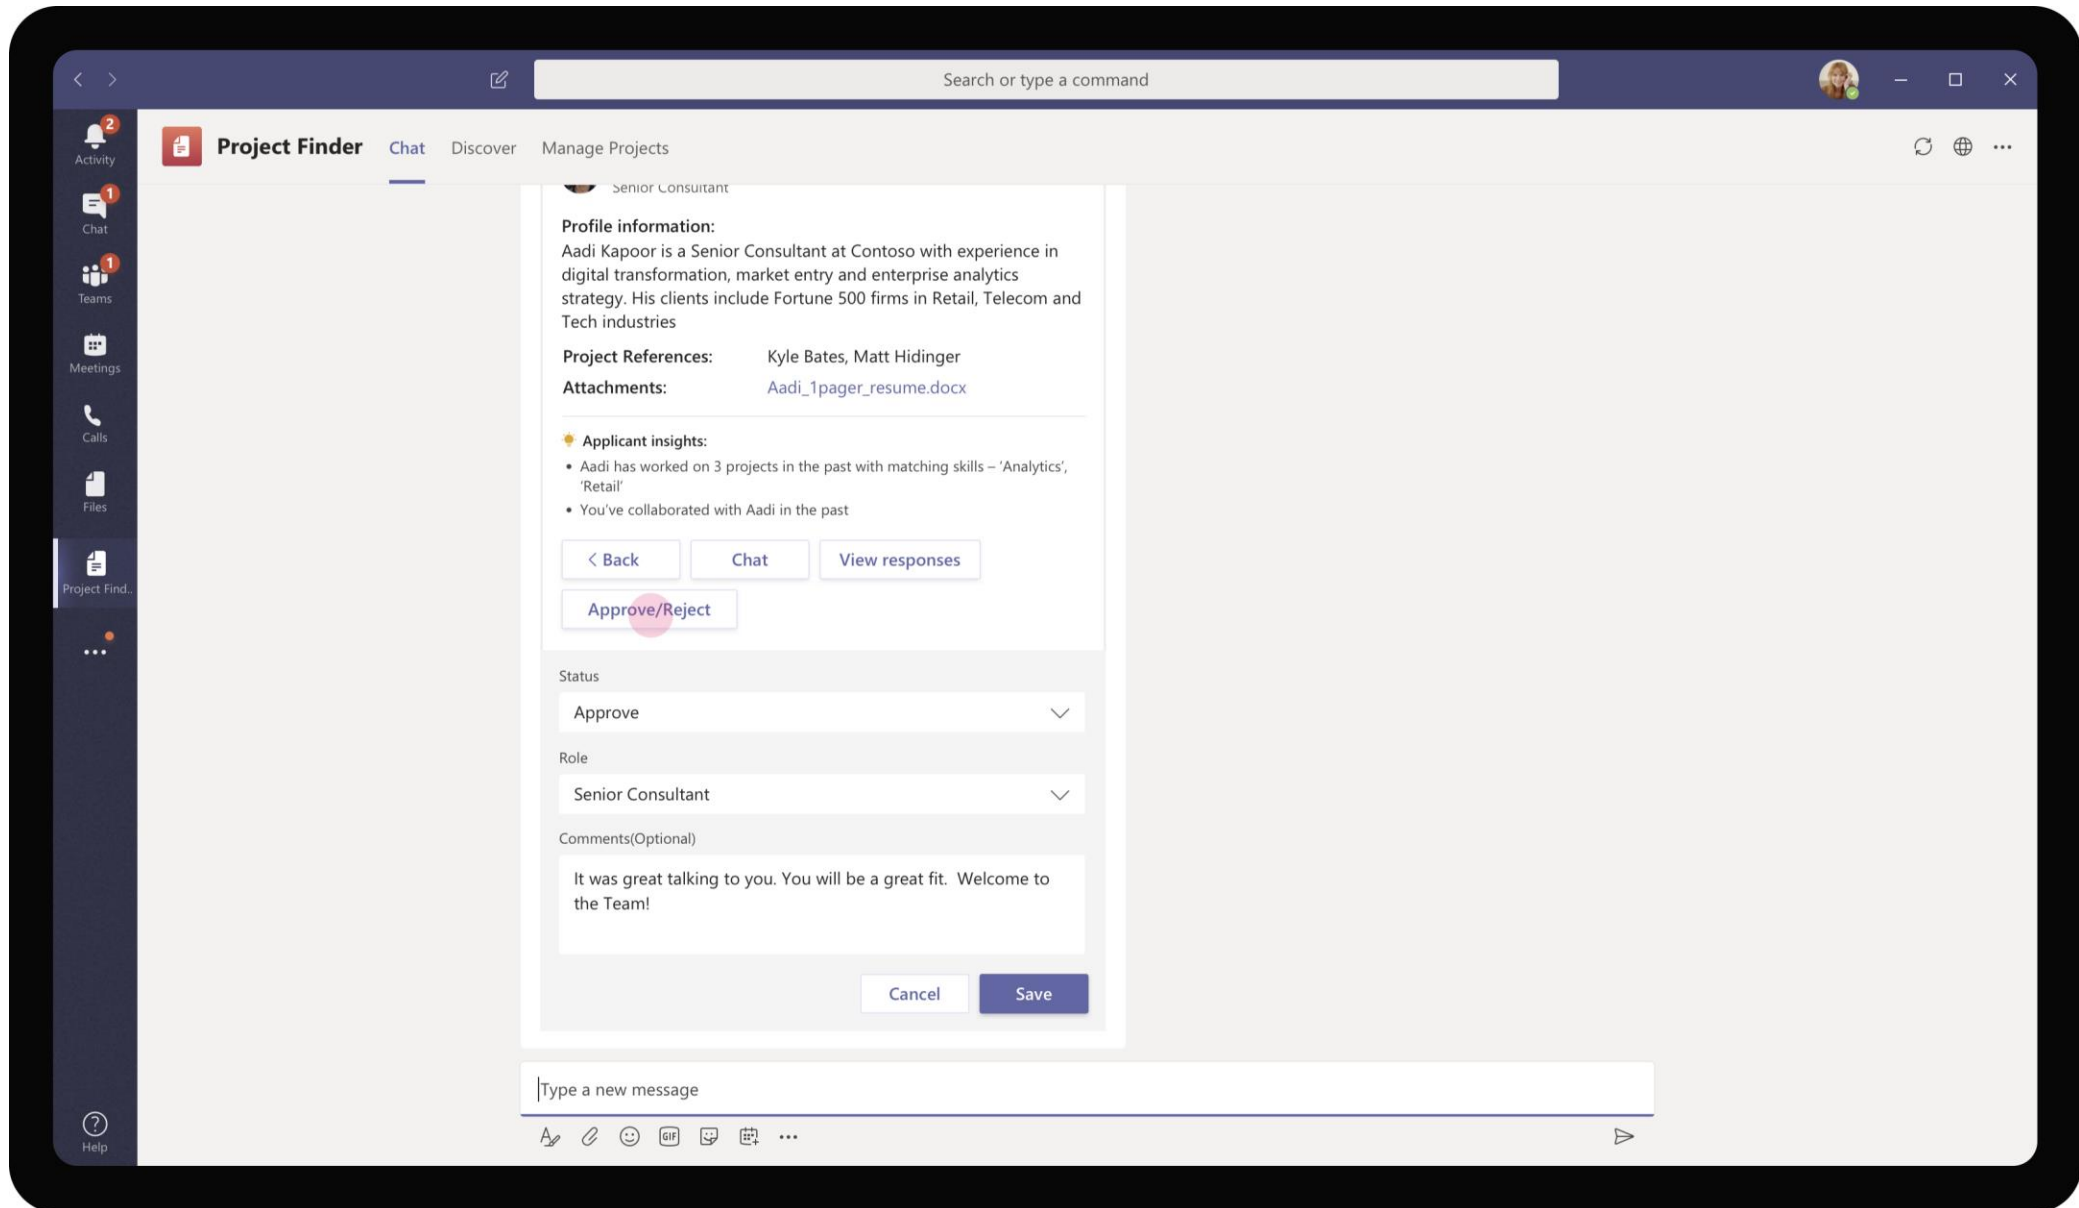 Search or type a command
2
Activity
Project Finder Chat Discover Manage Projects
1
Chat
1
Teams
Meetings
Calls
Files
Project Find..
Senior Consultant
Profile information:
Aadi Kapoor is a Senior Consultant at Contoso with experience in
digital transformation, market entry and enterprise analytics
strategy. His clients include Fortune 500 firms in Retail, Telecom and
Tech industries
Project References: Kyle Bates, Matt Hidinger
Attachments: Aadi_1pager_resume.docx
Applicant insights:
• Aadi has worked on 3 projects in the past with matching skills – ‘Analytics’,
‘Retail’
• You’ve collaborated with Aadi in the past
< Back Chat View responses
Approve/Reject
Status
Approve
Role
Senior Consultant
Comments(Optional)
It was great talking to you. You will be a great fit.  Welcome to
the Team!
Cancel Save
Type a new message
GIF
Help